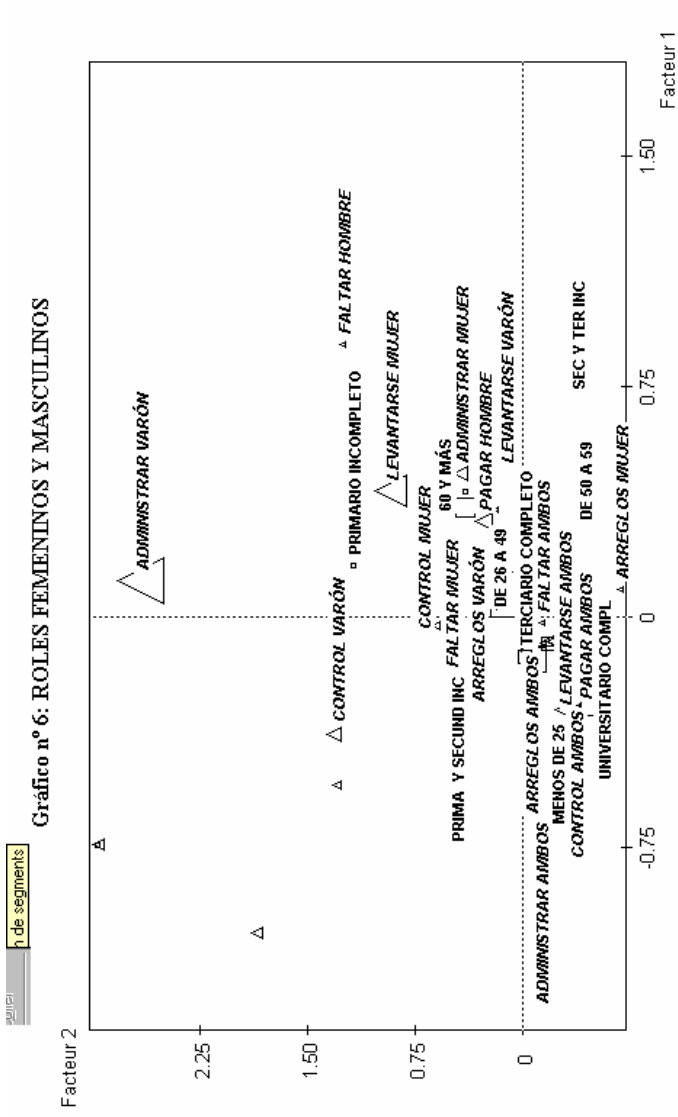 n de segments
Gráfico nº 6: ROLES FEMENINOS Y MASCULINOS
Facteur 2
ADMINISTRAR VARÓN
2.25
1.50
CONTROL VARÓN
PRIMARIO INCOMPLETO
FALTAR HOMBRE
LEVANTARSE MUJER
0.75
CONTROL MUJER
60 Y MÁS
PRIMA Y SECUND INC
FALTAR MUJER
ADMINISTRAR MUJER
ARREGLOS VARÓN
PAGAR HOMBRE
DE 26 A 49
LEVANTARSE VARÓN
0
TERCIARIO COMPLETO
ARREGLOS AMBOS
FALTAR AMBOS
ADMINISTRAR AMBOS
MENOS DE 25
LEVANTARSE AMBOS
CONTROL AMBOS
PAGAR AMBOS
DE 50 A 59
SEC Y TER INC
UNIVERSITARIO COMPL
ARREGLOS MUJER
-0.75
0
0.75
1.50
Facteur 1